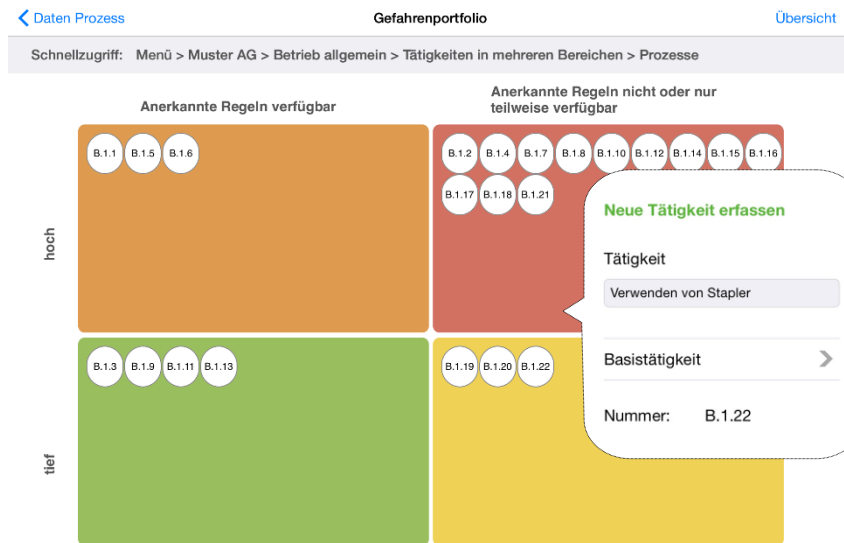 Daten Prozess
Gefahrenportfolio
Übersicht
Schnellzugriff: Menü > Muster AG > Betrieb allgemein > Tätigkeiten in mehreren Bereichen > Prozesse
Anerkannte Regeln verfügbar
Anerkannte Regeln nicht oder nur
teilweise verfügbar
hoch
B.1.1 B.1.5 B.1.6
B.1.2 B.1.4 B.1.7 B.1.8 B.1.10 B.1.12 B.1.14 B.1.15 B.1.16
B.1.17 B.1.18 B.1.21
Neue Tätigkeit erfassen
Tätigkeit
Verwenden von Stapler
Basistätigkeit
Nummer: B.1.22
tief
B.1.3 B.1.9 B.1.11 B.1.13
B.1.19 B.1.20 B.1.22